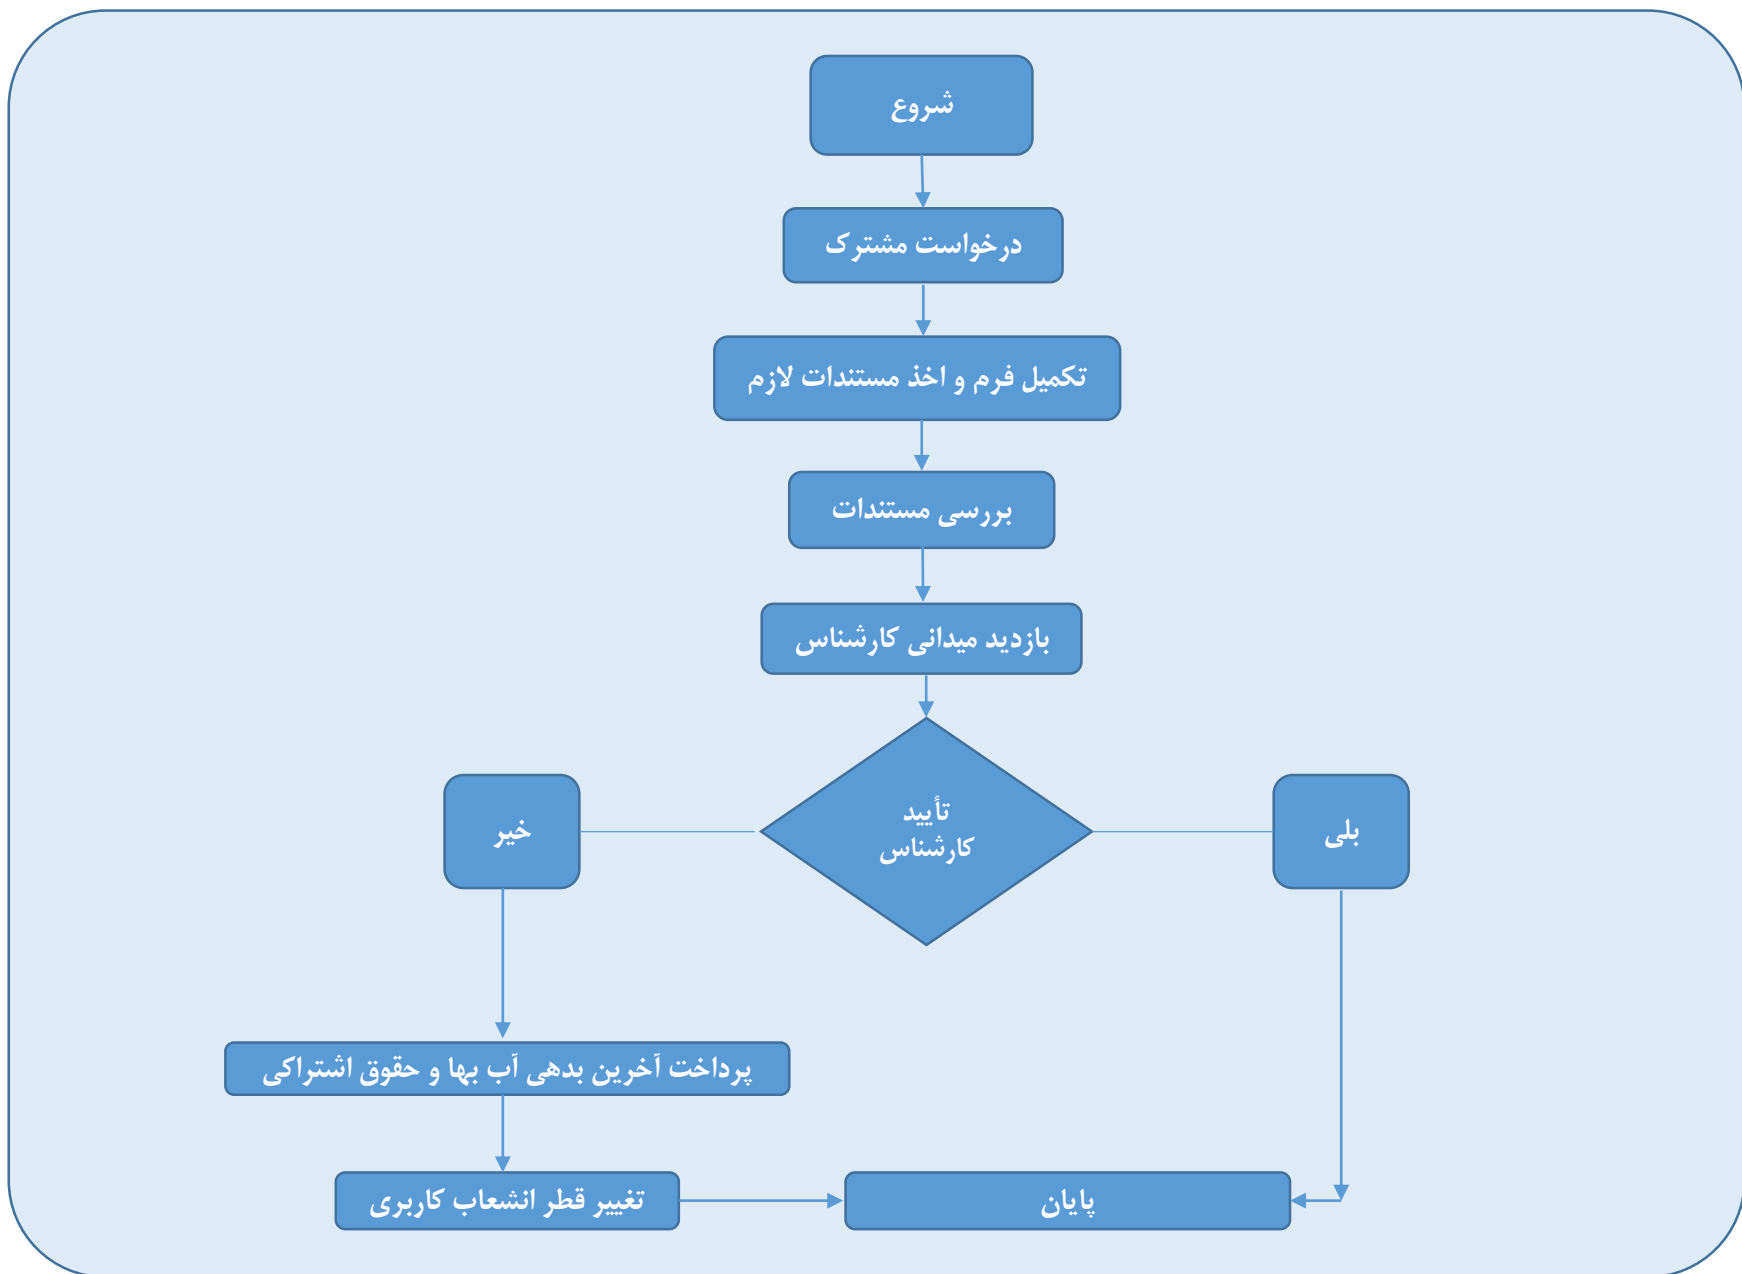 شروع
درخواست مشترک
تکمیل فرم و اخذ مستندات لازم
بررسی مستندات
بازدید میدانی کارشناس
تأیید
کارشناس
بلی
خیر
پرداخت آخرین بدهی آب بها و حقوق اشتراکی
تغییر قطر انشعاب کاربری
پایان